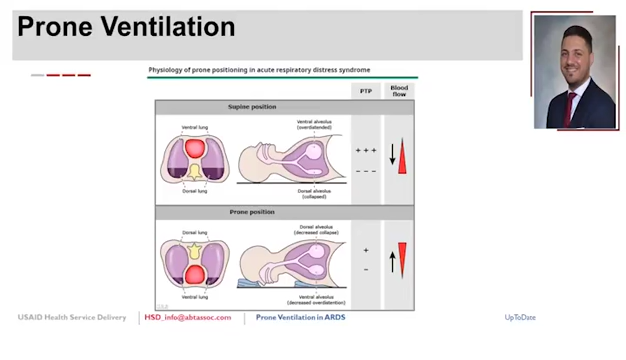 Prone Ventilation
Physiology of prone positioning in acute respiratory distress syndrome
PTP
Blood
flow
Supine position
Ventral lung
Dorsal lung
Ventral alveolus
(overdistended)
Dorsal alveolus
(collapsed)
+ + +
– – –
Prone position
Dorsal lung
Ventral lung
Dorsal alveolus
(decreased collapse)
Ventral alveolus
(decreased overdistention)
+
–
USAID Health Service Delivery
HSD_info@abtassoc.com
Prone Ventilation in ARDS
UpToDate